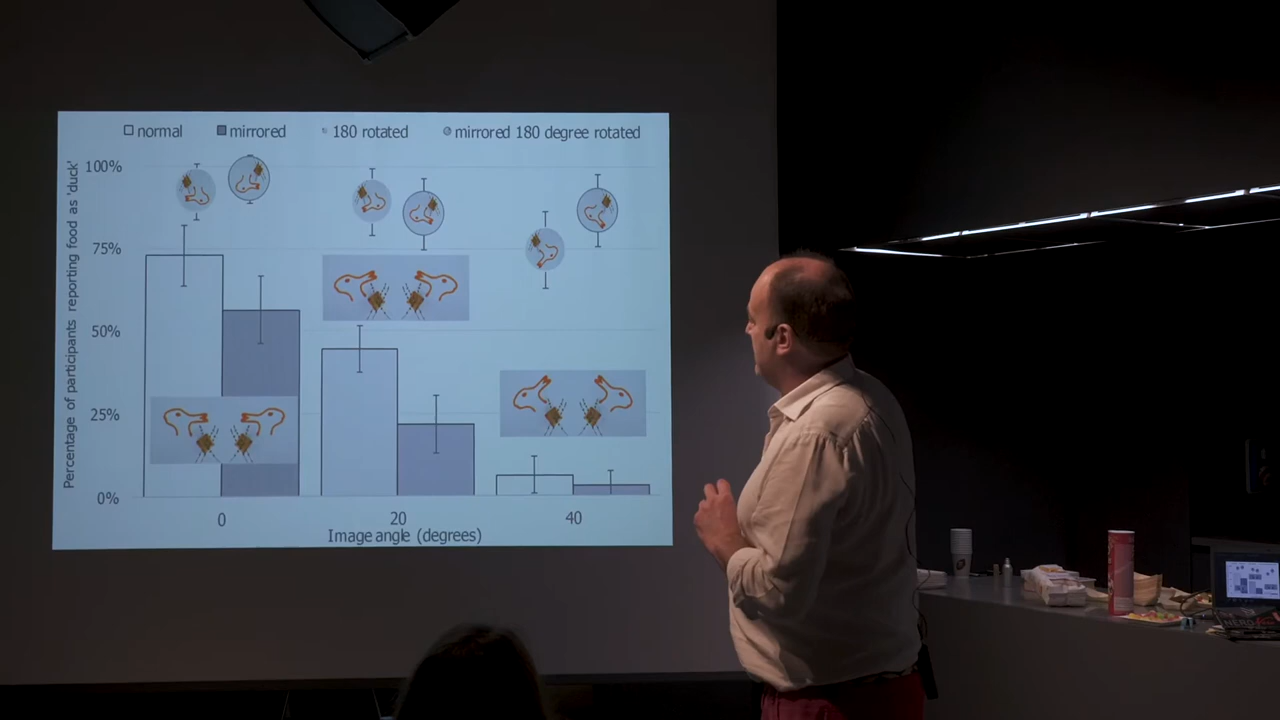 normal mirrored 180 rotated mirrored 180 degree rotated
Percentage of participants reporting food as 'duck'
100%
75%
50%
25%
0%
0 20 40
Image angle (degrees)
NERD